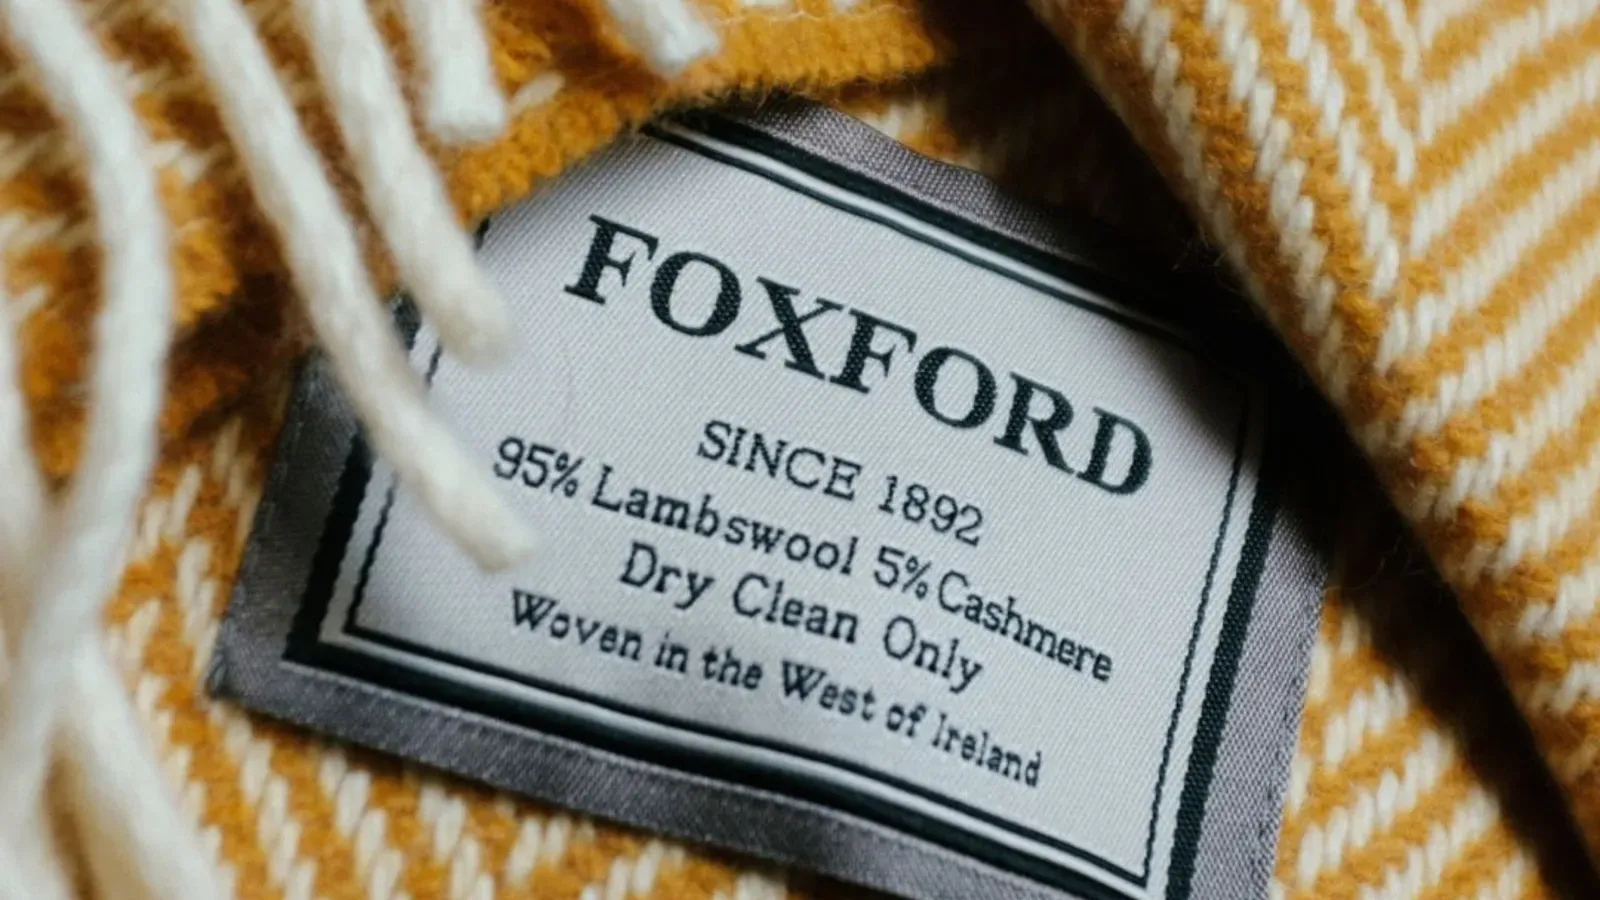 FOXFORD
SINCE 1892
95% Lambswool 5% Cashmere
Dry Clean Only
Woven in the West of Ireland